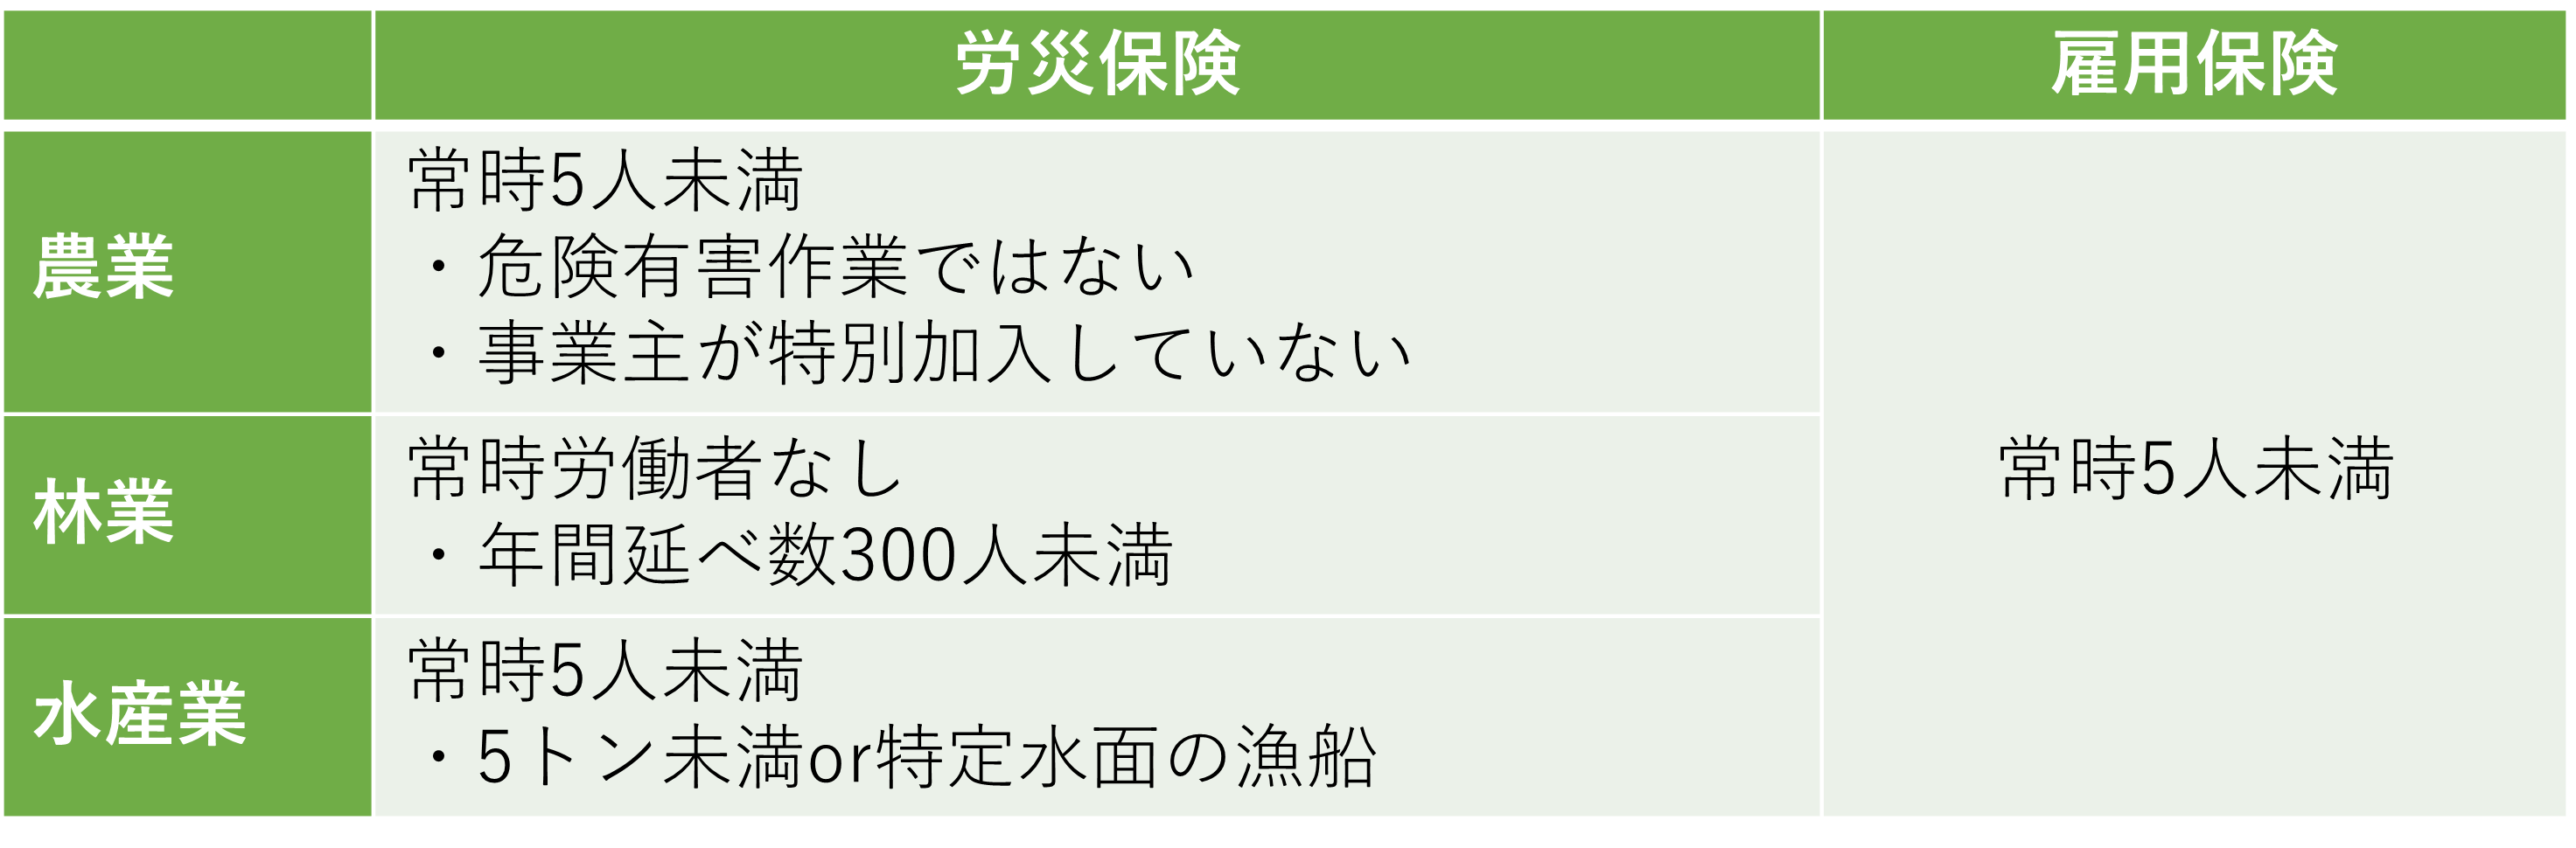 労災保険
雇用保険
農業
常時5人未満
・危険有害作業ではない
・事業主が特別加入していない
常時5人未満
林業
常時労働者なし
・年間延べ数300人未満
水産業
常時5人未満
・5トン未満or特定水面の漁船